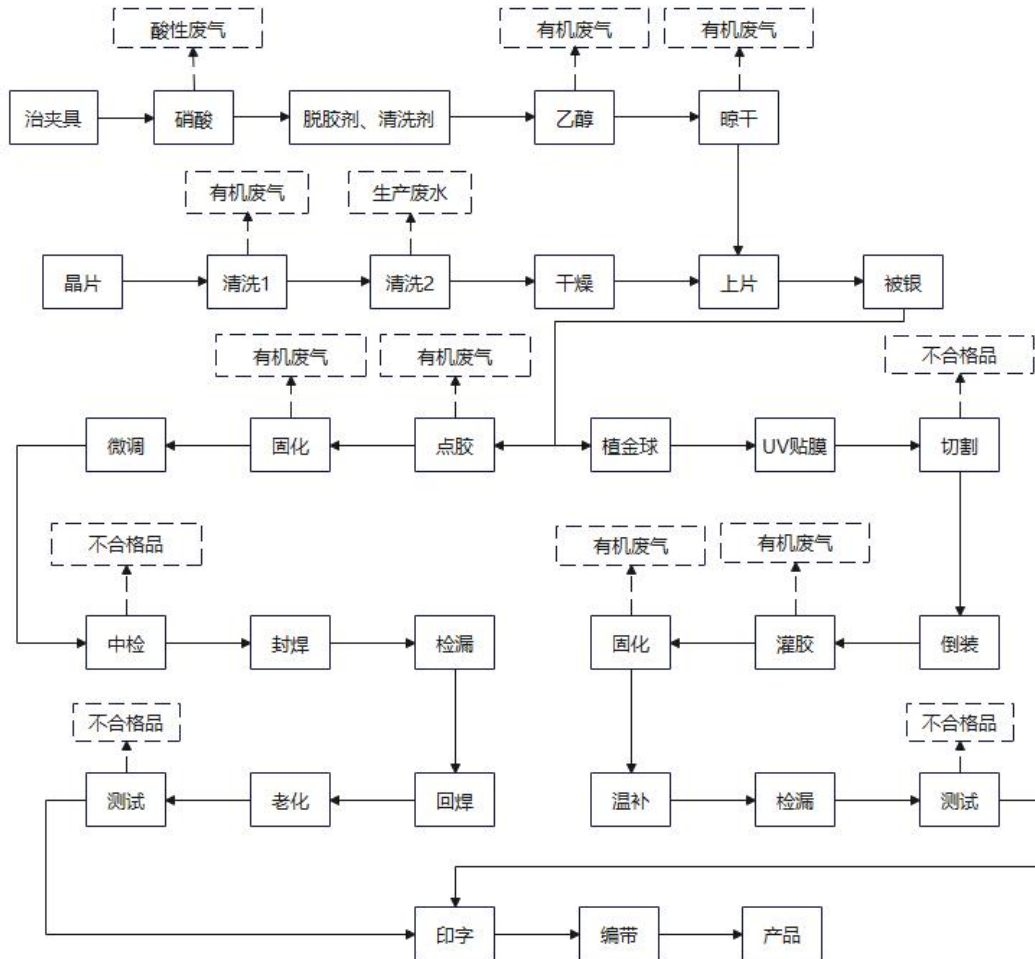 酸性废气
有机废气
有机废气
治夹具
硝酸
脱胶剂、清洗剂
乙醇
晾干
有机废气
生产废水
晶片
清洗1
清洗2
干燥
上片
被银
有机废气
有机废气
不合格品
微调
固化
点胶
植金球
UV贴膜
切割
不合格品
有机废气
有机废气
中检
封焊
检漏
固化
灌胶
倒装
不合格品
不合格品
测试
老化
回焊
温补
检漏
测试
印字
编带
产品